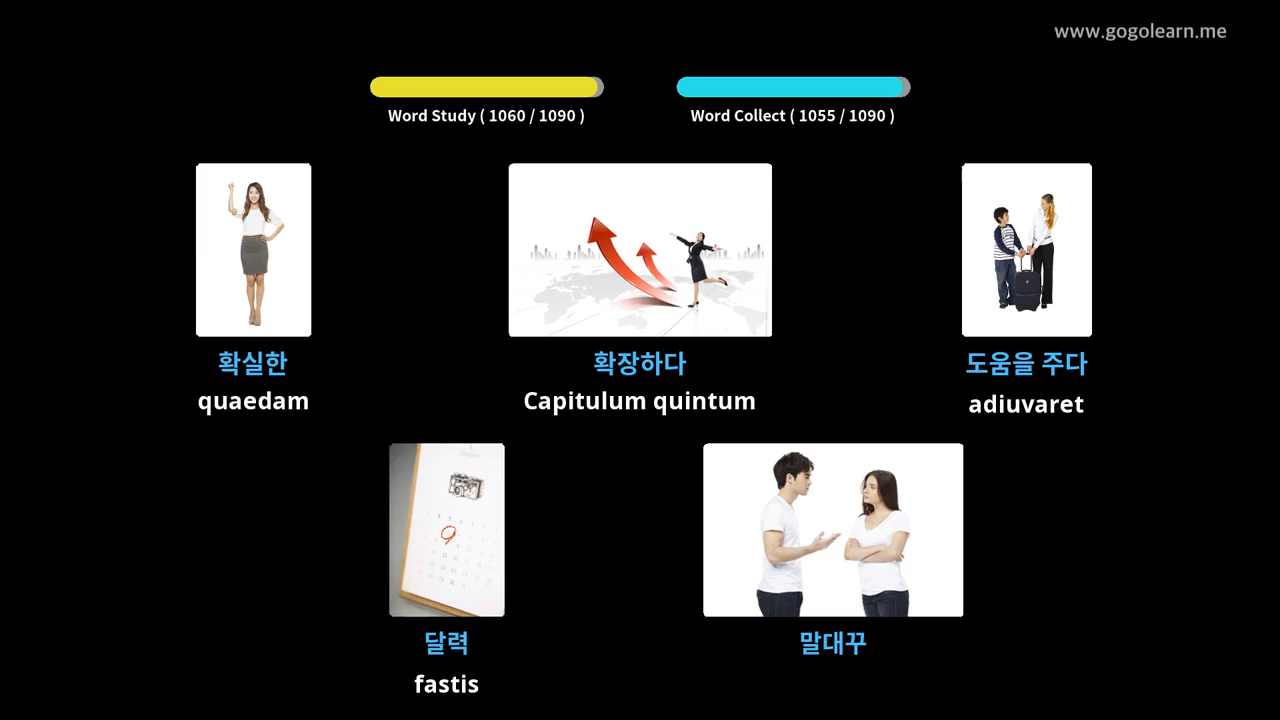 www.gogolearn.me
Word Study ( 1060 / 1090 )
Word Collect ( 1055 / 1090 )
확실한
quaedam
확장하다
Capitulum quintum
도움을 주다
adiuvaret
달력
fastis
말대꾸